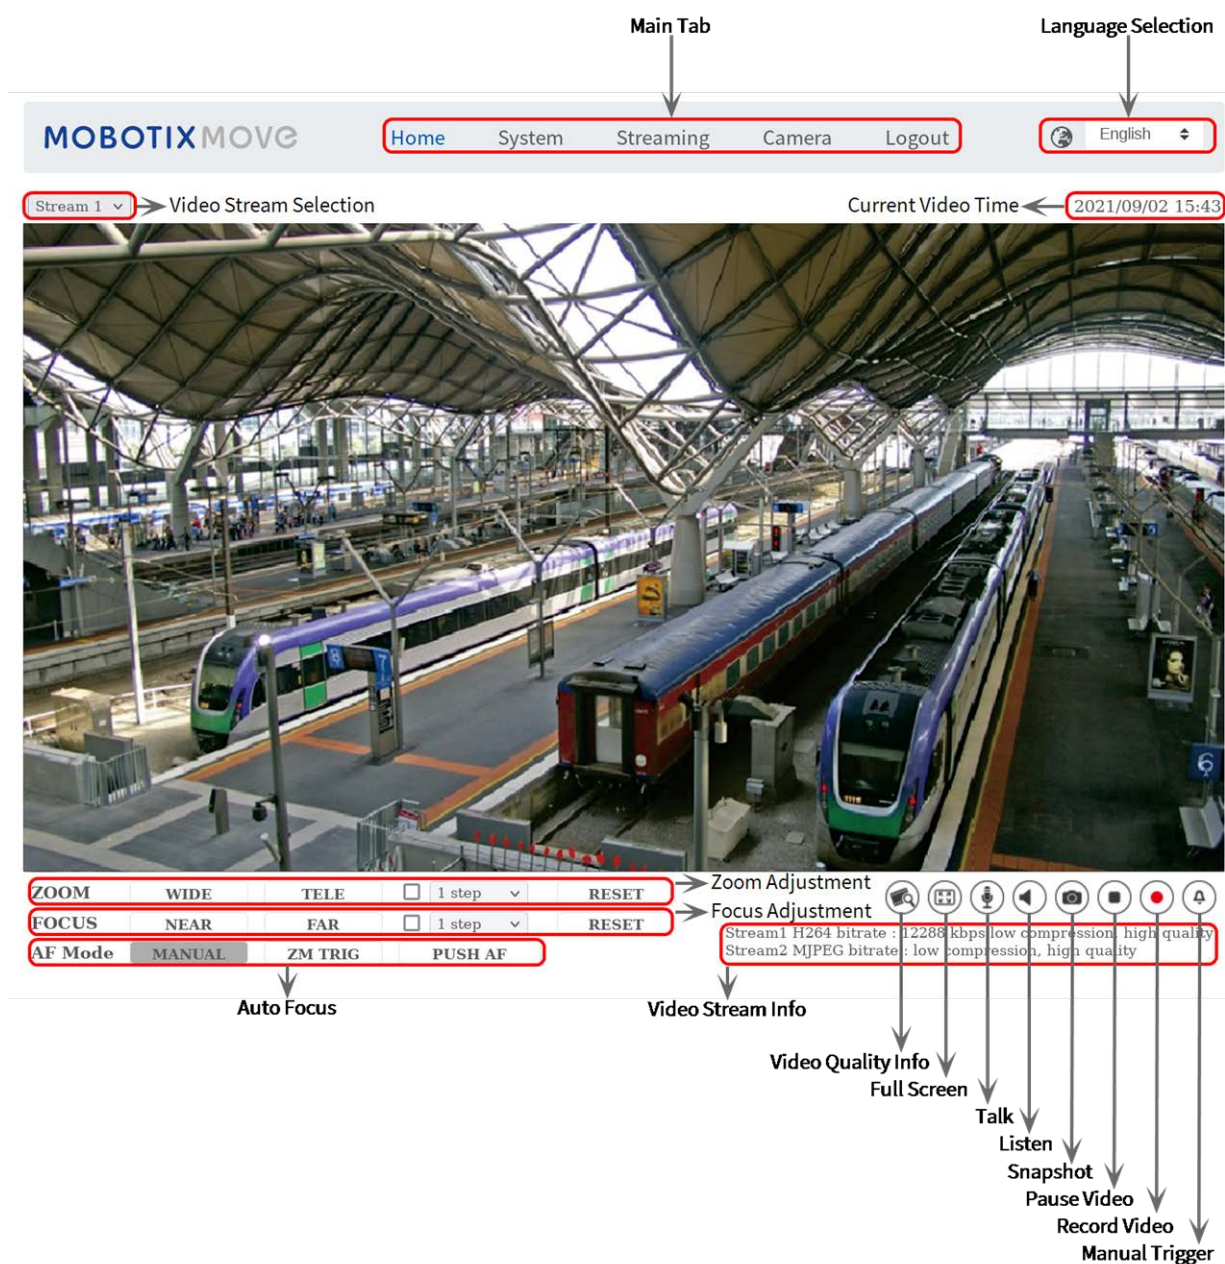 Main Tab
Language Selection
MOBOTIX MOVE
Home System Streaming Camera Logout
English
Stream 1
Video Stream Selection
Current Video Time
2021/09/02 15:43
6
ZOOM WIDE TELE 1 step RESET
Zoom Adjustment
FOCUS NEAR FAR 1 step RESET
Focus Adjustment
AF Mode MANUAL ZM TRIG PUSH AF
Stream1 H264 bitrate : 12288 kbps low compression, high quality
Stream2 MJPEG bitrate : low compression, high quality
Auto Focus
Video Stream Info
Video Quality Info
Full Screen
Talk
Listen
Snapshot
Pause Video
Record Video
Manual Trigger